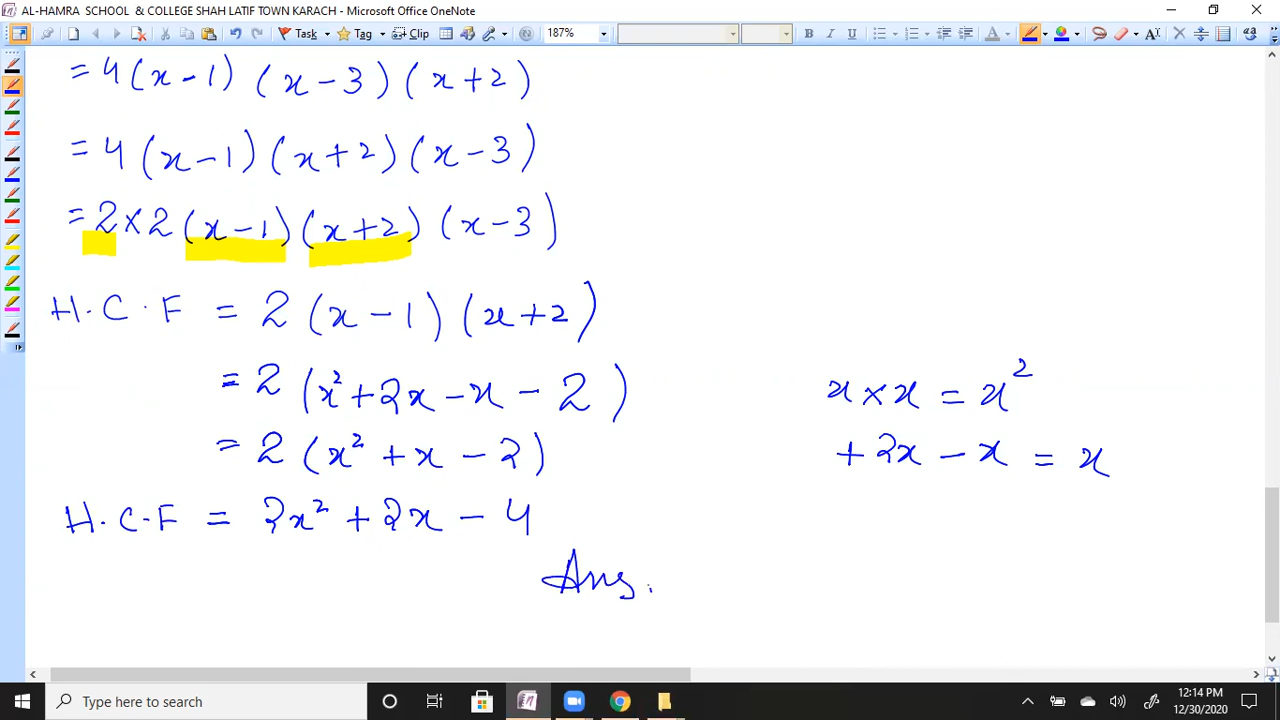 AL-HAMRA SCHOOL & COLLEGE SHAH LATIF TOWN KARACH - Microsoft OneNote
Task Tag Clip 187% B I U
= 4 (x - 1) (x - 3) (x + 2)
= 4 (x - 1) (x + 2) (x - 3)
= 2 × 2 (x - 1) (x + 2) (x - 3)
H.C.F = 2 (x - 1) (x + 2)
= 2 (x² + 2x - x - 2)
x × x = x²
= 2 (x² + x - 2)
+ 2x - x = x
H.C.F = 2x² + 2x - 4
Ans.
Type here to search
12:14 PM
12/30/2020